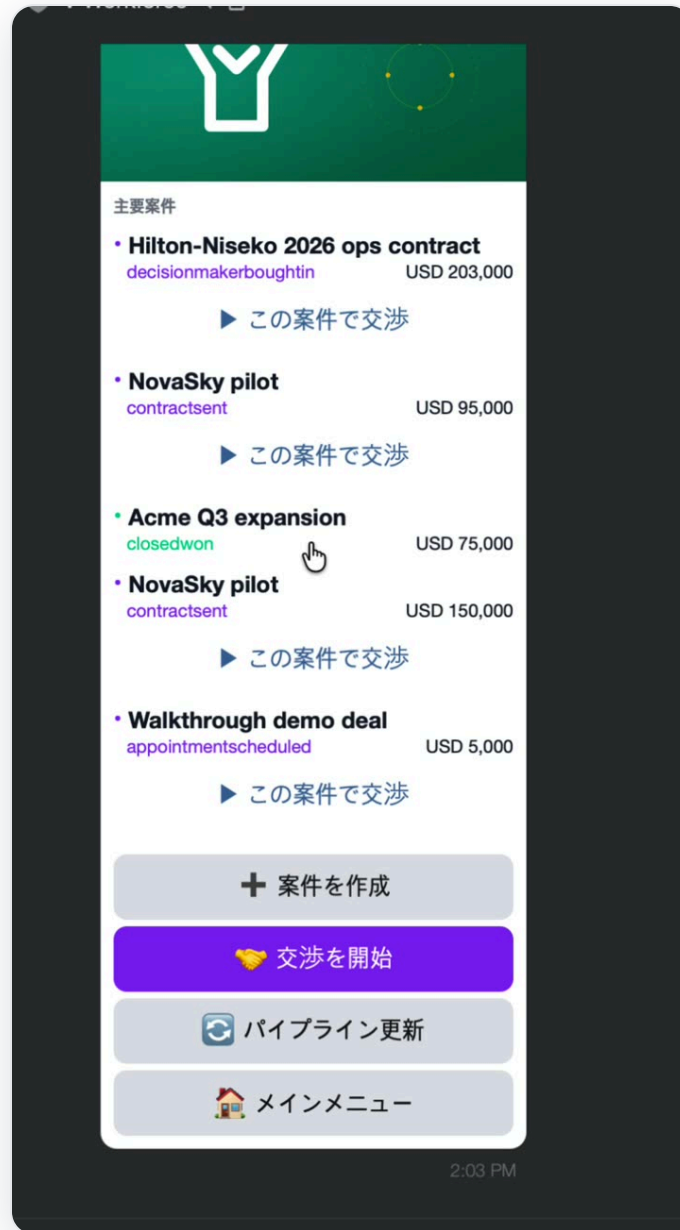 主要案件
Hilton-Niseko 2026 ops contract
decisionmakerboughtin USD 203,000
▶ この案件で交渉
NovaSky pilot
contractsent USD 95,000
▶ この案件で交渉
Acme Q3 expansion
closedwon USD 75,000
NovaSky pilot
contractsent USD 150,000
▶ この案件で交渉
Walkthrough demo deal
appointmentscheduled USD 5,000
▶ この案件で交渉
➕ 案件を作成
🤝 交渉を開始
🔄 パイプライン更新
🏠 メインメニュー
2:03 PM